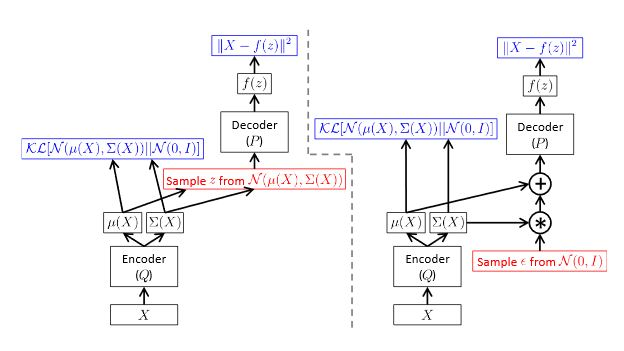 ‖X − f(z)‖²
f(z)
Decoder
(P)
𝒦ℒ[𝒩(μ(X), Σ(X))||𝒩(0, I)]
Sample z from 𝒩(μ(X), Σ(X))
μ(X)
Σ(X)
Encoder
(Q)
X
‖X − f(z)‖²
f(z)
Decoder
(P)
𝒦ℒ[𝒩(μ(X), Σ(X))||𝒩(0, I)]
+
μ(X)
Σ(X)
*
Encoder
(Q)
Sample ϵ from 𝒩(0, I)
X